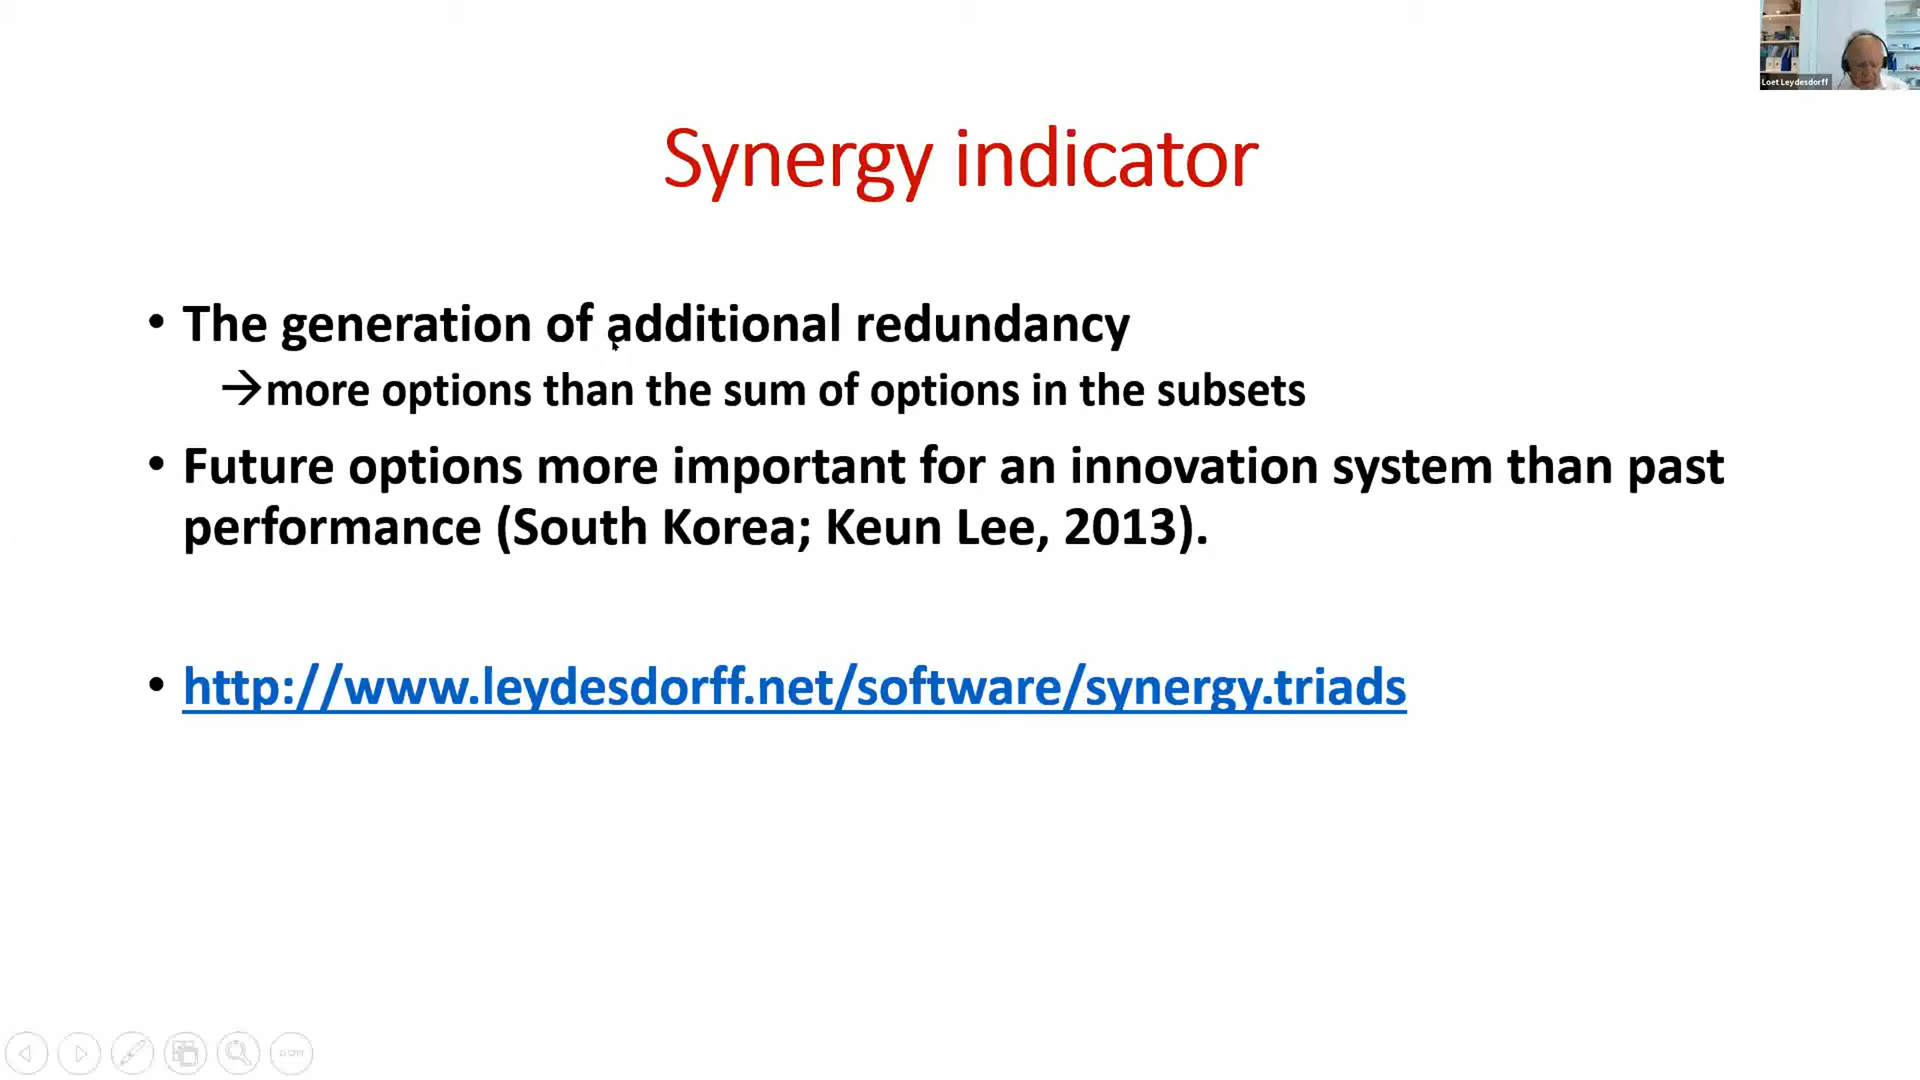 Loet Leydesdorff
Synergy indicator
• The generation of additional redundancy
→more options than the sum of options in the subsets
• Future options more important for an innovation system than past
performance (South Korea; Keun Lee, 2013).
• http://www.leydesdorff.net/software/synergy.triads